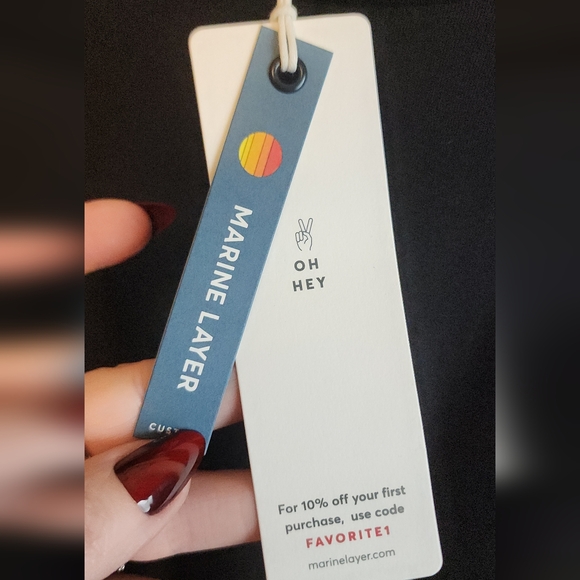 MARINE LAYER
OH
HEY
For 10% off your first
purchase, use code
FAVORITE1
marinelayer.com